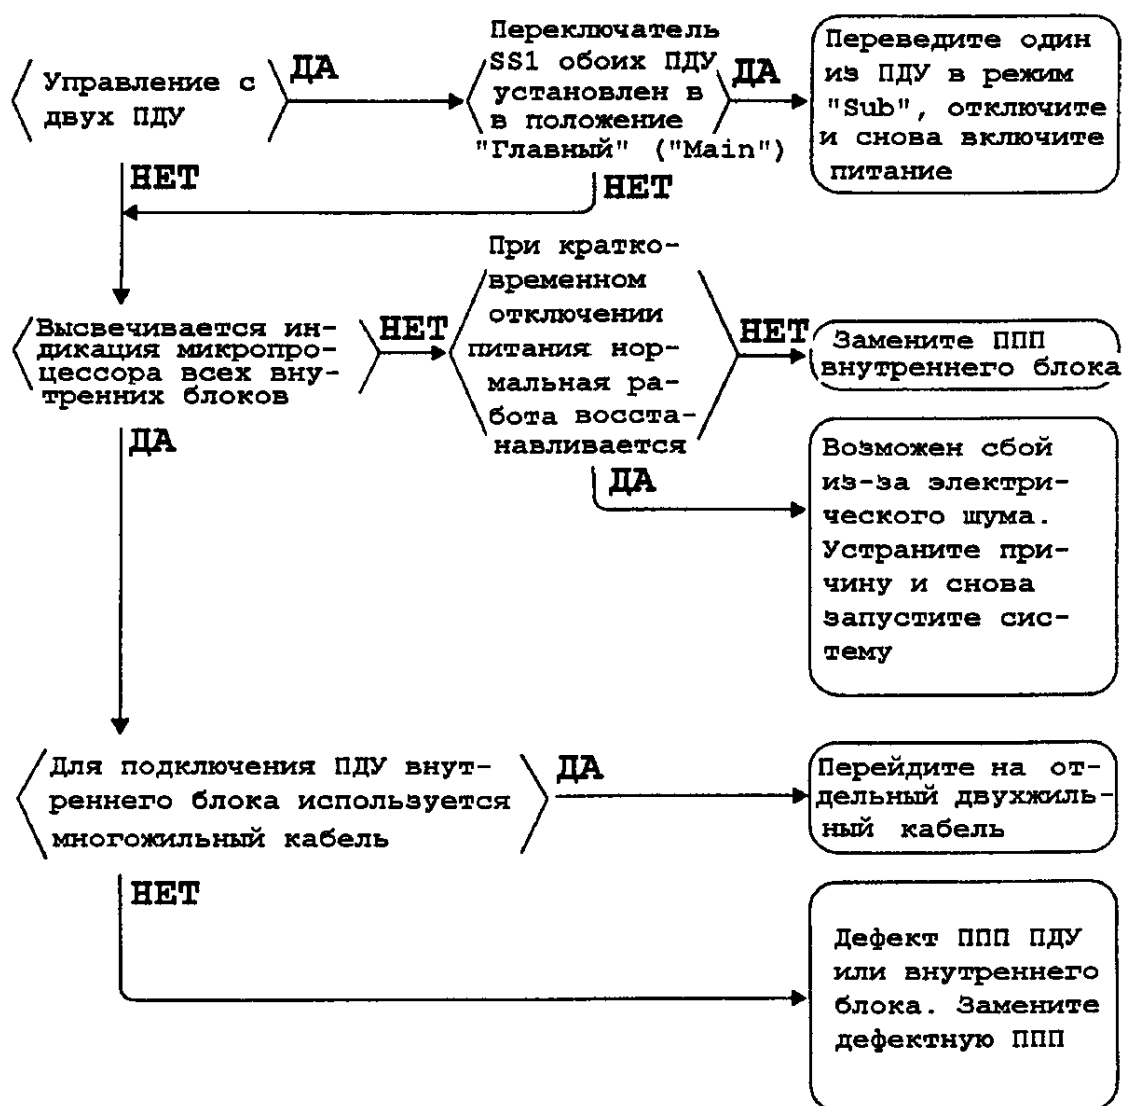 Управление с
двух ПДУ
ДА
Переключатель
SS1 обоих ПДУ
установлен в
в положение
"Главный" ("Main")
ДА
Переведите один
из ПДУ в режим
"Sub", отключите
и снова включите
питание
НЕТ
НЕТ
Высвечивается ин-
дикация микропро-
цессора всех вну-
тренних блоков
НЕТ
При кратко-
временном
отключении
питания нор-
мальная ра-
бота восста-
навливается
НЕТ
Замените ППП
внутреннего блока
ДА
ДА
Возможен сбой
из-за электри-
ческого шума.
Устраните при-
чину и снова
запустите сис-
тему
Для подключения ПДУ внут-
реннего блока используется
многожильный кабель
ДА
Перейдите на от-
дельный двухжиль-
ный кабель
НЕТ
Дефект ППП ПДУ
или внутреннего
блока. Замените
дефектную ППП